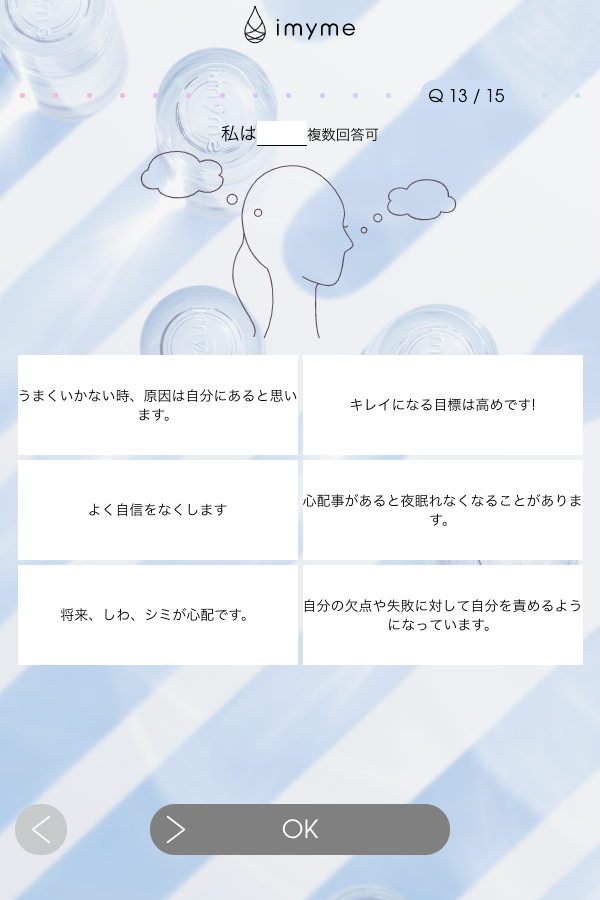 imyme
Q 13 / 15
私は 複数回答可
うまくいかない時、原因は自分にあると思い
ます。
キレイになる目標は高めです!
よく自信をなくします
心配事があると夜眠れなくなることがありま
す。
将来、しわ、シミが心配です。
自分の欠点や失敗に対して自分を責めるよう
になっています。
OK